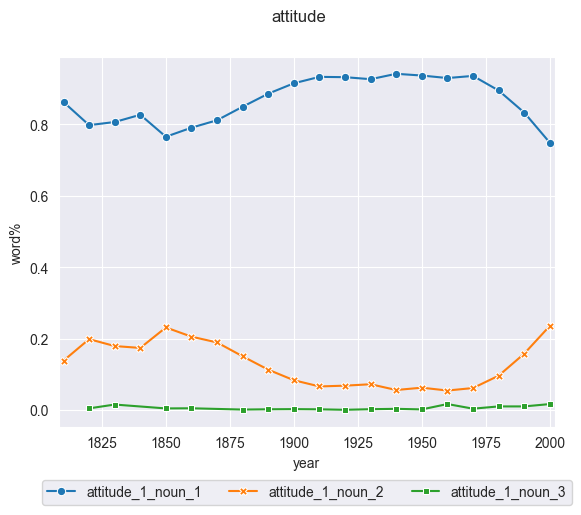 attitude
word%
0.8
0.6
0.4
0.2
0.0
1825 1850 1875 1900 1925 1950 1975 2000
year
attitude_1_noun_1 attitude_1_noun_2 attitude_1_noun_3